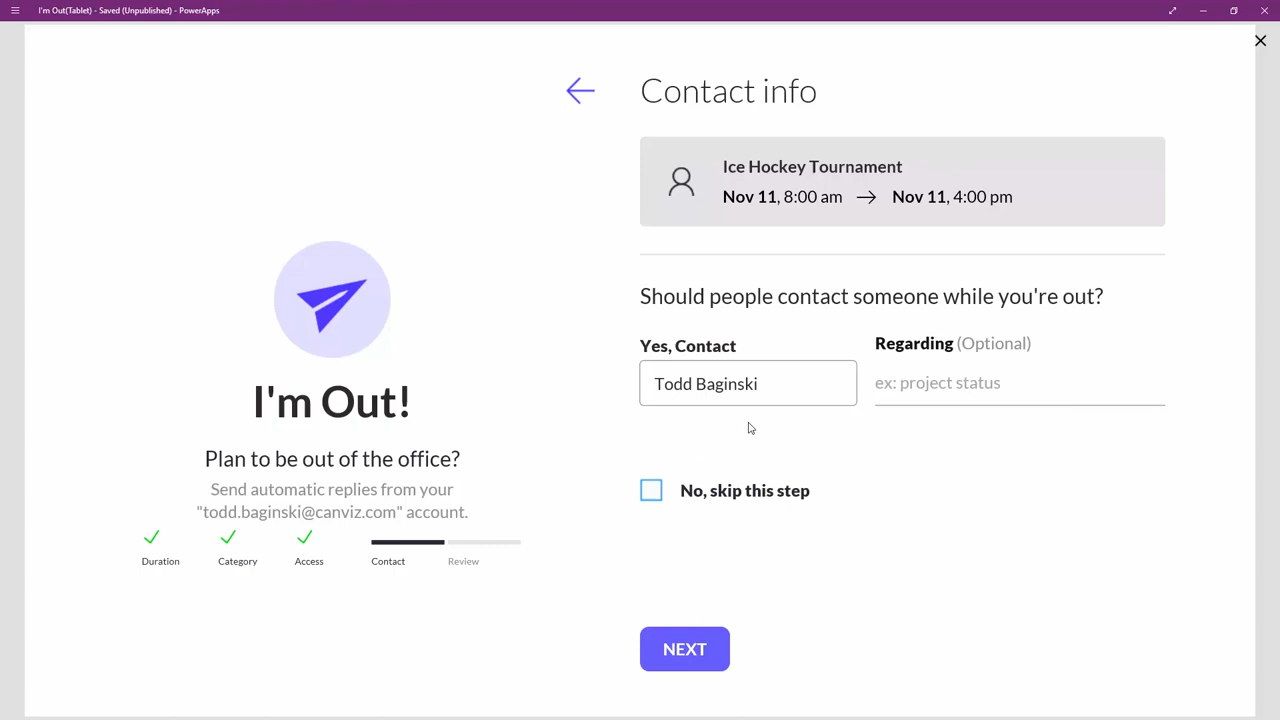 I'm Out(Tablet) - Saved (Unpublished) - PowerApps
Contact info
Ice Hockey Tournament
Nov 11, 8:00 am → Nov 11, 4:00 pm
Should people contact someone while you're out?
Yes, Contact
Regarding (Optional)
Todd Baginski
ex: project status
No, skip this step
NEXT
I'm Out!
Plan to be out of the office?
Send automatic replies from your
"todd.baginski@canviz.com" account.
Duration Category Access Contact Review